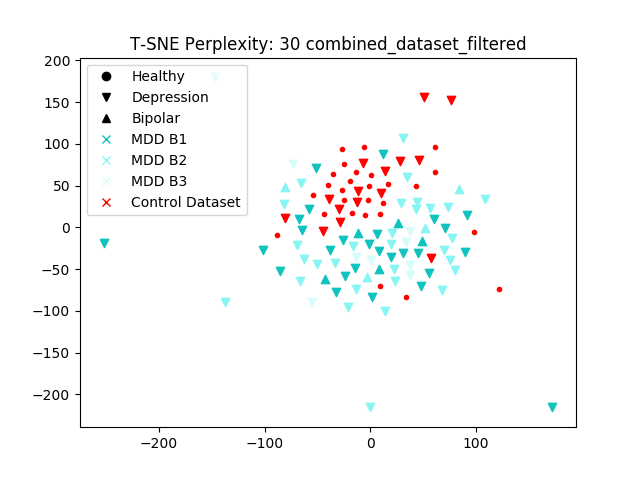 T-SNE Perplexity: 30 combined_dataset_filtered
200
150
100
50
0
−50
−100
−150
−200
Healthy
Depression
Bipolar
MDD B1
MDD B2
MDD B3
Control Dataset
−200 −100 0 100